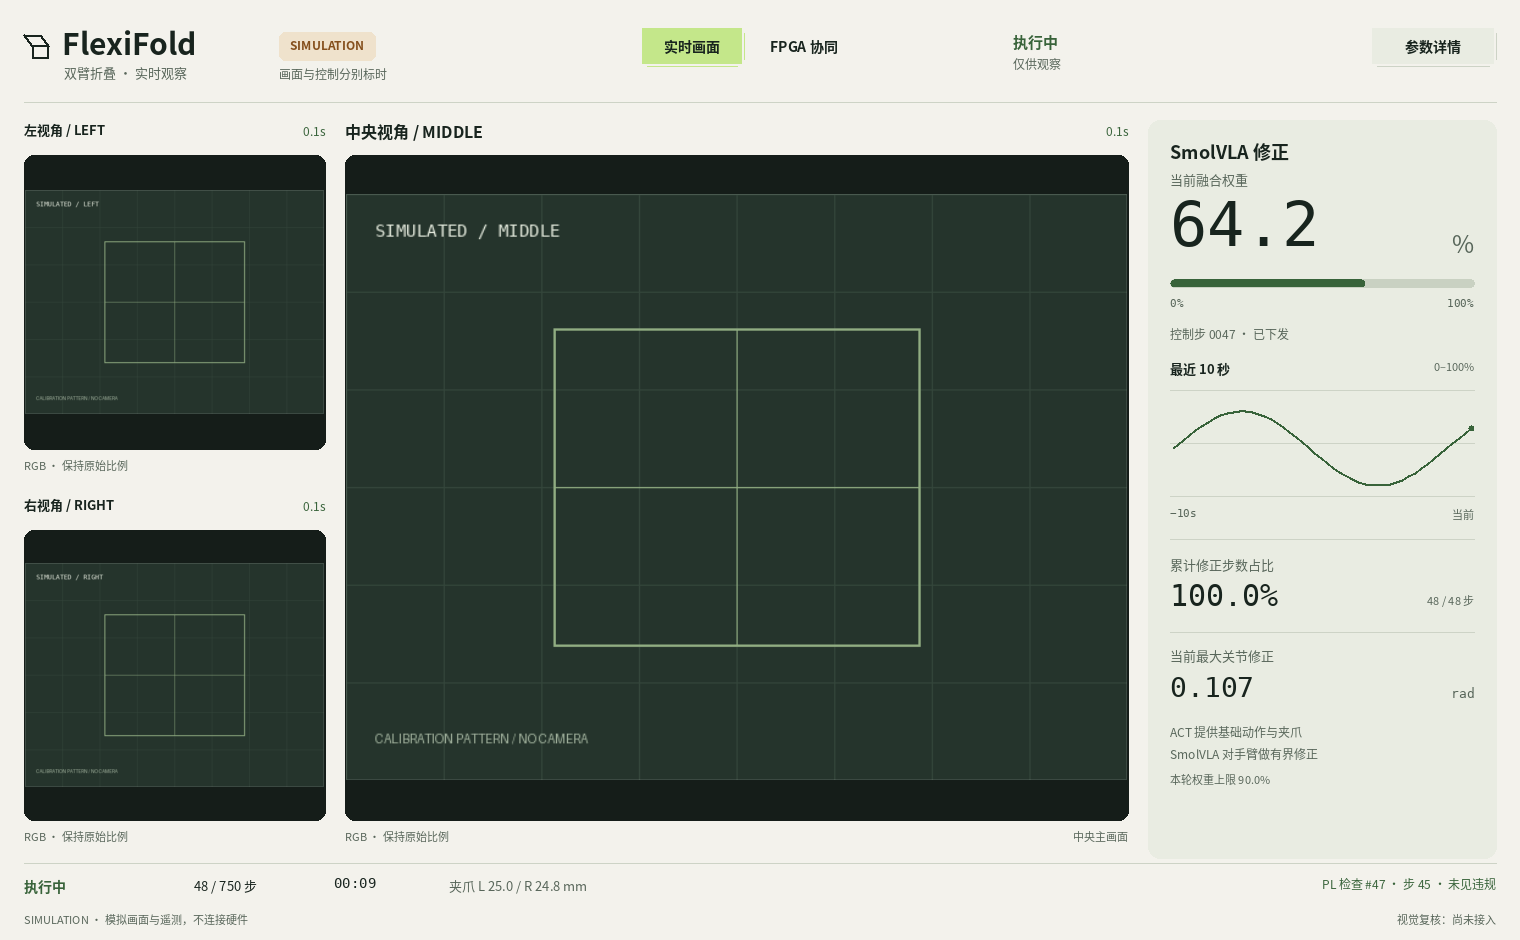 FlexiFold
双臂折叠 · 实时观察
SIMULATION
画面与控制分别标时
实时画面
FPGA 协同
执行中
仅供观察
参数详情
左视角 / LEFT
0.1s
SIMULATED / LEFT
CALIBRATION PATTERN / NO CAMERA
RGB · 保持原始比例
右视角 / RIGHT
0.1s
SIMULATED / RIGHT
CALIBRATION PATTERN / NO CAMERA
RGB · 保持原始比例
中央视角 / MIDDLE
0.1s
SIMULATED / MIDDLE
CALIBRATION PATTERN / NO CAMERA
RGB · 保持原始比例
中央主画面
SmolVLA 修正
当前融合权重
64.2 %
0% 100%
控制步 0047 · 已下发
最近 10 秒 0–100%
−10s 当前
累计修正步数占比
100.0% 48 / 48 步
当前最大关节修正
0.107 rad
ACT 提供基础动作与夹爪
SmolVLA 对手臂做有界修正
本轮权重上限 90.0%
执行中 48 / 750 步 00:09 夹爪 L 25.0 / R 24.8 mm
PL 检查 #47 · 步 45 · 未见违规
SIMULATION · 模拟画面与遥测，不连接硬件
视觉复核：尚未接入